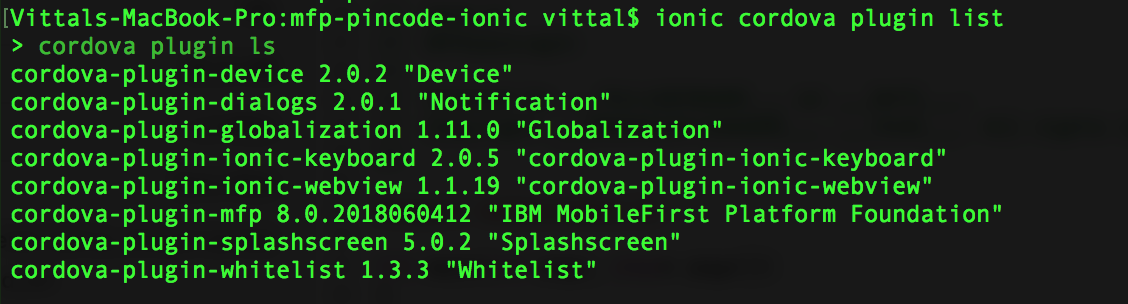 [Vittals-MacBook-Pro:mfp-pincode-ionic vittal$ ionic cordova plugin list
> cordova plugin ls
cordova-plugin-device 2.0.2 "Device"
cordova-plugin-dialogs 2.0.1 "Notification"
cordova-plugin-globalization 1.11.0 "Globalization"
cordova-plugin-ionic-keyboard 2.0.5 "cordova-plugin-ionic-keyboard"
cordova-plugin-ionic-webview 1.1.19 "cordova-plugin-ionic-webview"
cordova-plugin-mfp 8.0.2018060412 "IBM MobileFirst Platform Foundation"
cordova-plugin-splashscreen 5.0.2 "Splashscreen"
cordova-plugin-whitelist 1.3.3 "Whitelist"